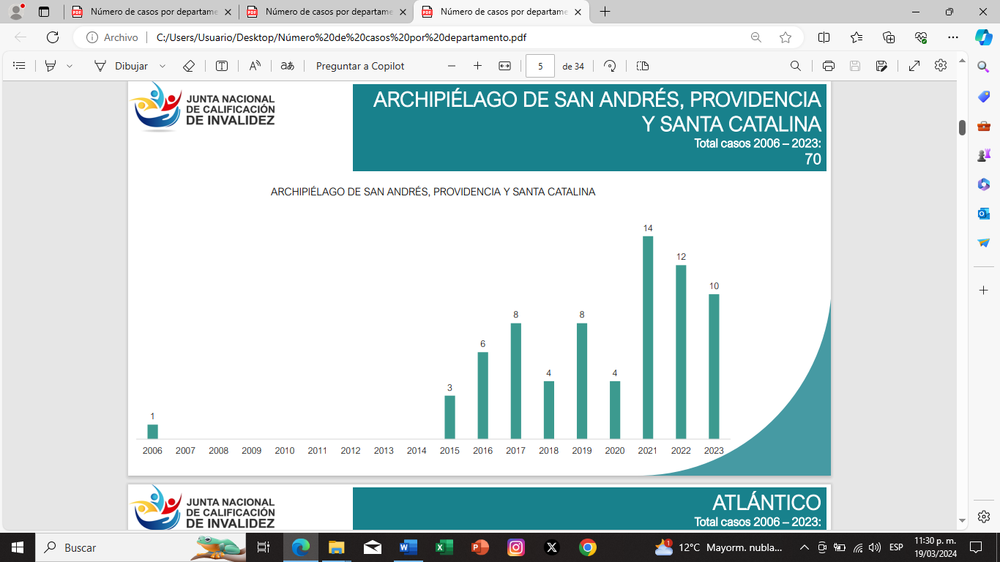 Número de casos por departame
Número de casos por departame
Número de casos por departame
Archivo
C:/Users/Usuario/Desktop/Número%20de%20casos%20por%20departamento.pdf
Dibujar
aあ
Preguntar a Copilot
5
de 34
JUNTA NACIONAL
DE CALIFICACIÓN
DE INVALIDEZ
ARCHIPIÉLAGO DE SAN ANDRÉS, PROVIDENCIA
Y SANTA CATALINA
Total casos 2006 – 2023:
70
ARCHIPIÉLAGO DE SAN ANDRÉS, PROVIDENCIA Y SANTA CATALINA
1
3
6
8
4
8
4
14
12
10
2006 2007 2008 2009 2010 2011 2012 2013 2014 2015 2016 2017 2018 2019 2020 2021 2022 2023
JUNTA NACIONAL
DE CALIFICACIÓN
DE INVALIDEZ
ATLÁNTICO
Total casos 2006 – 2023:
Buscar
1
12°C Mayorm. nubla...
ESP
11:30 p. m.
19/03/2024